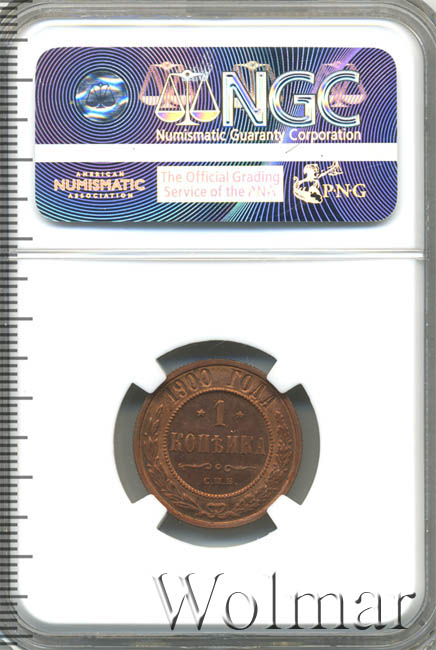 NGC
Numismatic Guaranty Corporation
AMERICAN
NUMISMATIC
ASSOCIATION
The Official Grading
Service of the ANA
PNG
1900 ГОДА
* 1 *
КОПѢЙКА
С.П.Б.
Wolmar